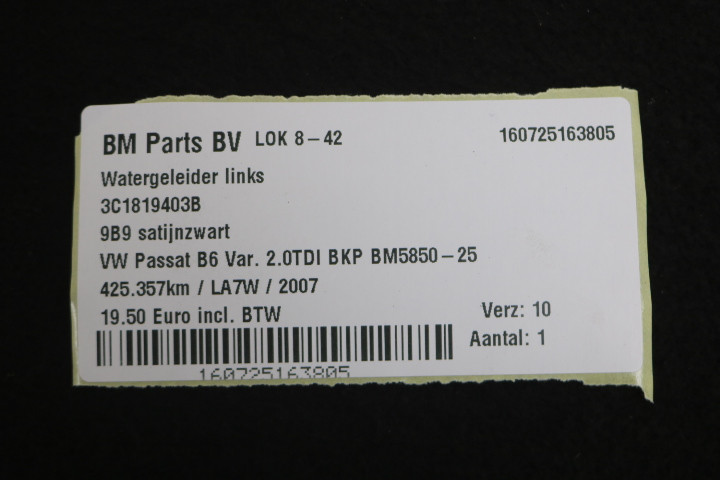 BM Parts BV LOK 8-42 160725163805
Watergeleider links
3C1819403B
9B9 satijnzwart
VW Passat B6 Var. 2.0TDI BKP BM5850-25
425.357km / LA7W / 2007
19.50 Euro incl. BTW Verz: 10
Aantal: 1
160725163805